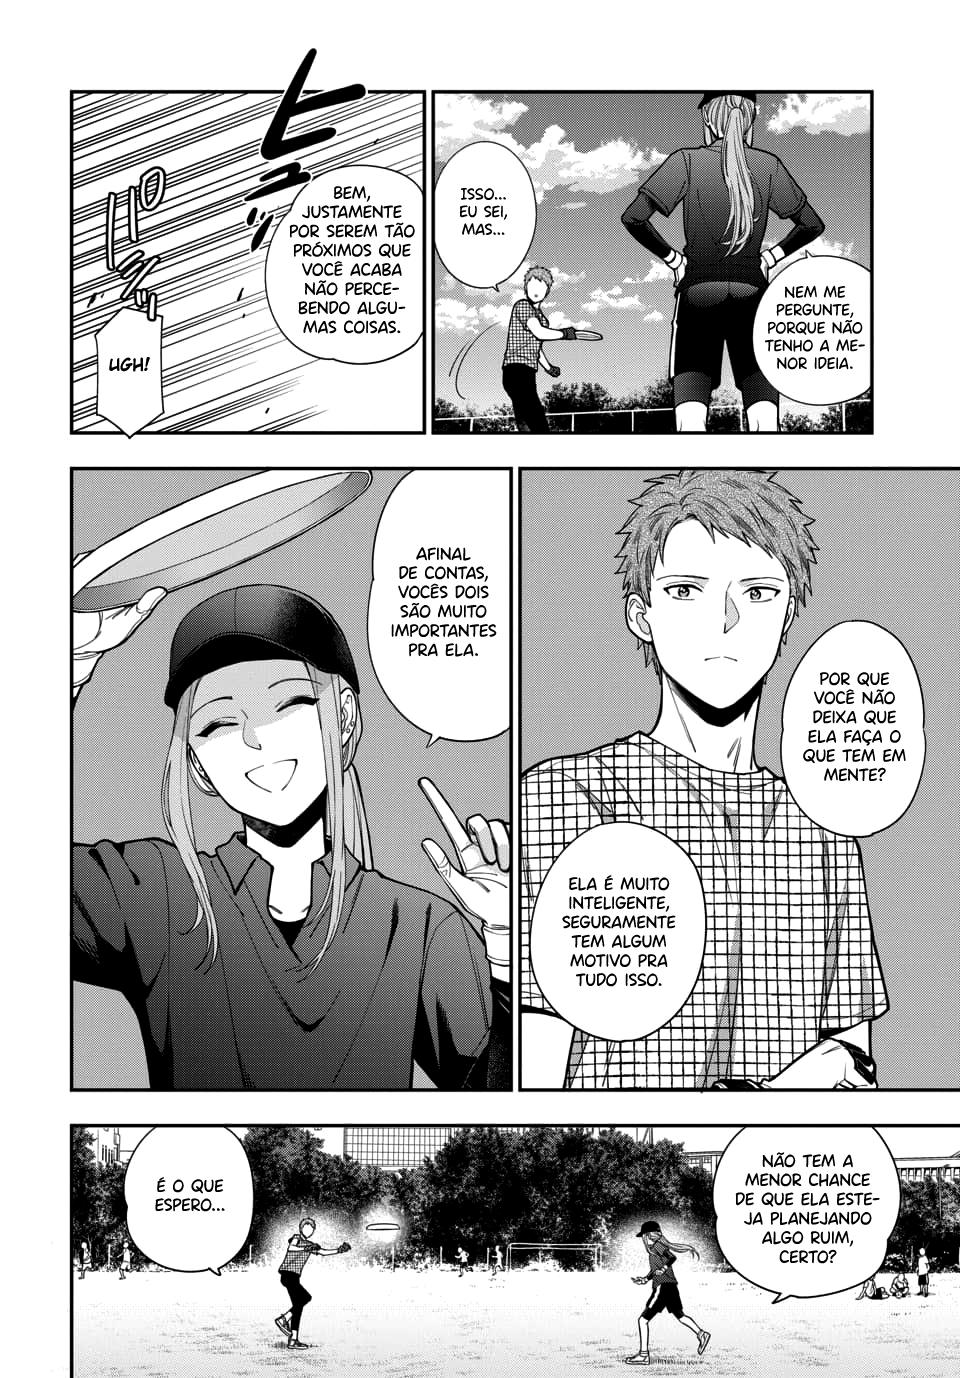 NEM ME
PERGUNTE,
PORQUE NÃO
TENHO A ME-
NOR IDEIA.
ISSO...
EU SEI,
MAS...
BEM,
JUSTAMENTE
POR SEREM TÃO
PRÓXIMOS QUE
VOCÊ ACABA
NÃO PERCE-
BENDO ALGU-
MAS COISAS.
UGH!
POR QUE
VOCÊ NÃO
DEIXA QUE
ELA FAÇA O
QUE TEM EM
MENTE?
ELA É MUITO
INTELIGENTE,
SEGURAMENTE
TEM ALGUM
MOTIVO PRA
TUDO ISSO.
AFINAL
DE CONTAS,
VOCÊS DOIS
SÃO MUITO
IMPORTANTES
PRA ELA.
NÃO TEM A
MENOR CHANCE
DE QUE ELA ESTE-
JA PLANEJANDO
ALGO RUIM,
CERTO?
É O QUE
ESPERO...